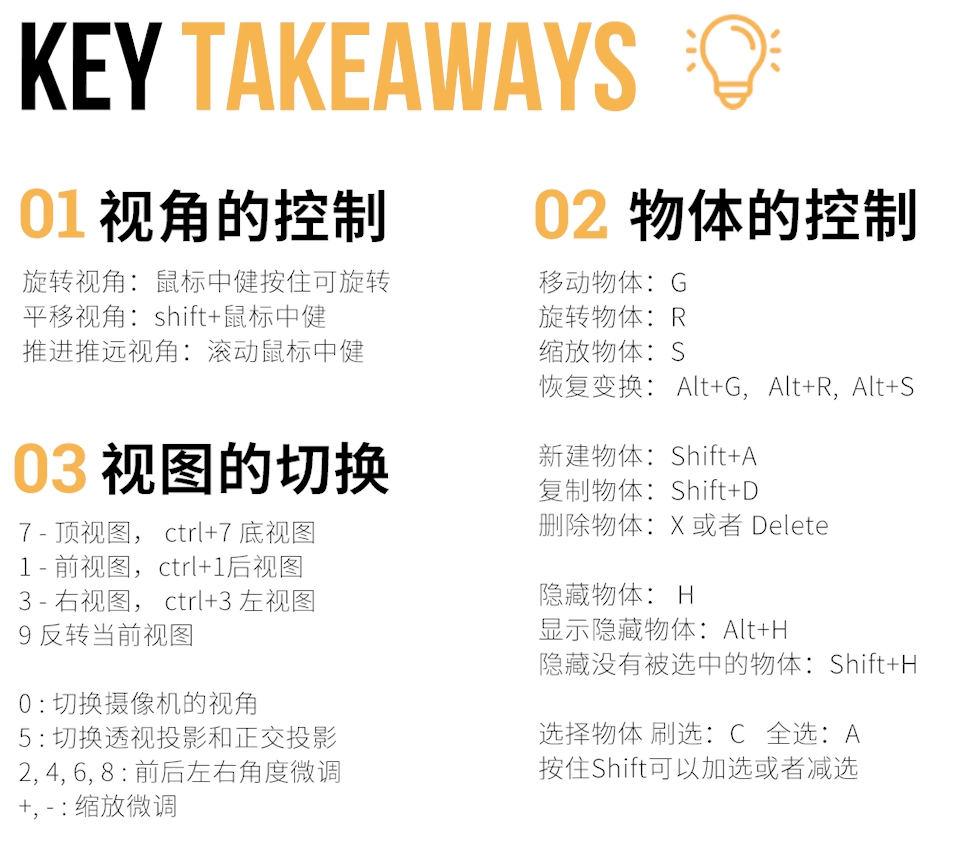 KEY TAKEAWAYS
01 视角的控制
旋转视角：鼠标中健按住可旋转
平移视角：shift+鼠标中健
推进推远视角：滚动鼠标中健
02 物体的控制
移动物体：G
旋转物体：R
缩放物体：S
恢复变换： Alt+G, Alt+R, Alt+S
新建物体：Shift+A
复制物体：Shift+D
删除物体：X 或者 Delete
隐藏物体： H
显示隐藏物体：Alt+H
隐藏没有被选中的物体：Shift+H
选择物体 刷选：C 全选：A
按住Shift可以加选或者减选
03 视图的切换
7 - 顶视图， ctrl+7 底视图
1 - 前视图，ctrl+1后视图
3 - 右视图， ctrl+3 左视图
9 反转当前视图
0 : 切换摄像机的视角
5 : 切换透视投影和正交投影
2, 4, 6, 8 : 前后左右角度微调
+, - : 缩放微调